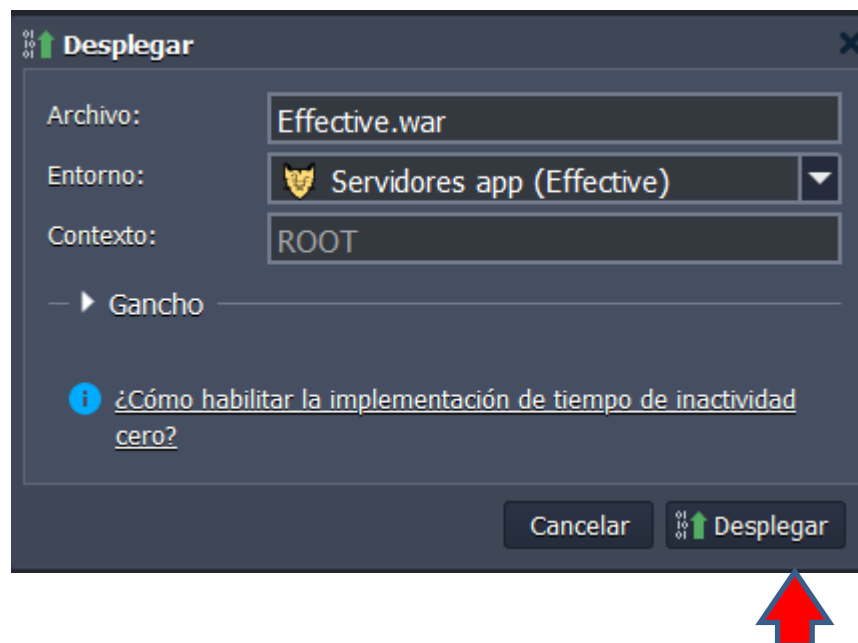 Desplegar
Archivo:
Effective.war
Entorno:
Servidores app (Effective)
Contexto:
ROOT
Gancho
¿Cómo habilitar la implementación de tiempo de inactividad
cero?
Cancelar
Desplegar